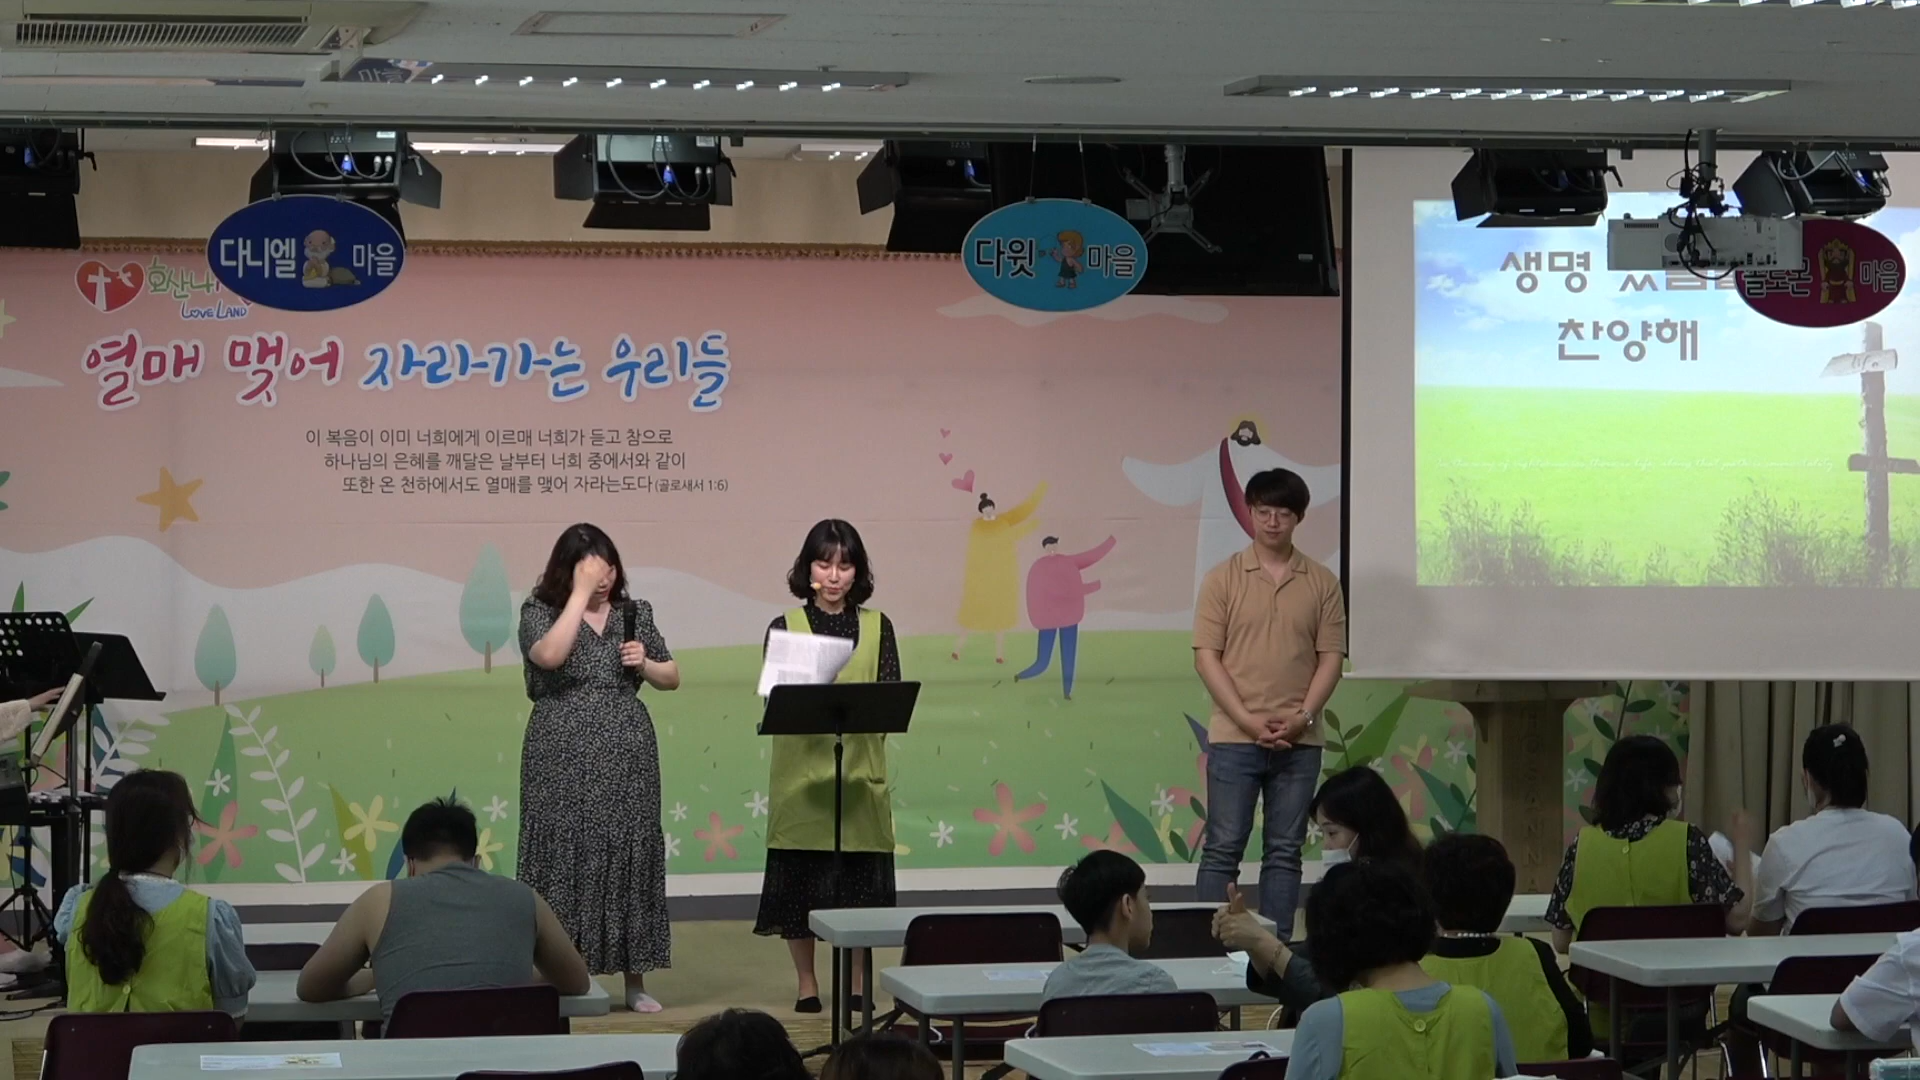 마을
다니엘 마을
다윗 마을
마을
호산나
LOVE LAND
열매 맺어 자라가는 우리들
이 복음이 이미 너희에게 이르매 너희가 듣고 참으로
하나님의 은혜를 깨달은 날부터 너희 중에서와 같이
또한 온 천하에서도 열매를 맺어 자라는도다 (골로새서 1:6)
생명
찬양해